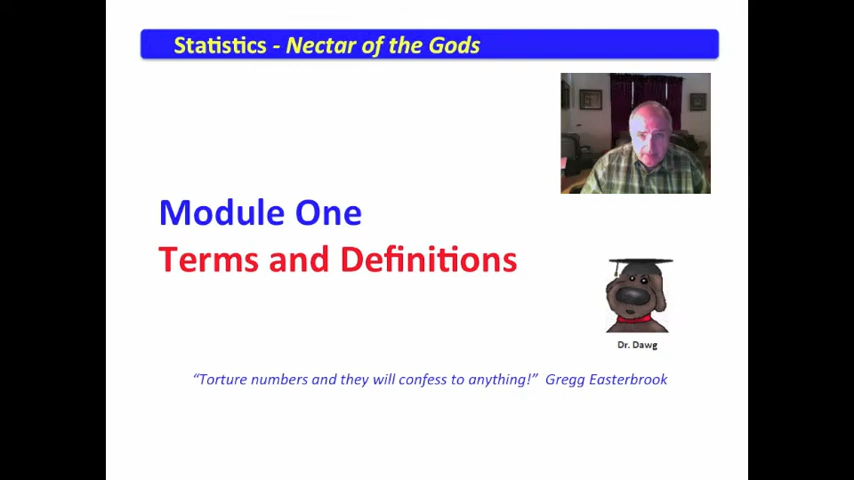 Statistics - Nectar of the Gods
Module One
Terms and Definitions
Dr. Dawg
“Torture numbers and they will confess to anything!” Gregg Easterbrook